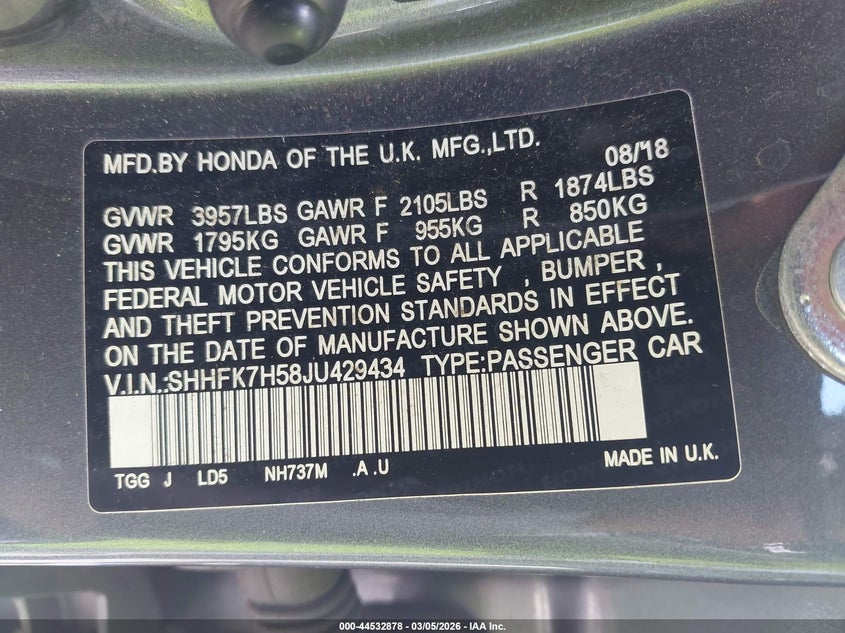 MFD.BY HONDA OF THE U.K. MFG.,LTD. 08/18
GVWR 3957LBS GAWR F 2105LBS R 1874LBS
GVWR 1795KG GAWR F 955KG R 850KG
THIS VEHICLE CONFORMS TO ALL APPLICABLE
FEDERAL MOTOR VEHICLE SAFETY , BUMPER ,
AND THEFT PREVENTION STANDARDS IN EFFECT
ON THE DATE OF MANUFACTURE SHOWN ABOVE.
V.I.N.:SHHFK7H58JU429434 TYPE:PASSENGER CAR
TGG J LD5 NH737M .A .U MADE IN U.K.
000-44532878 - 03/05/2026 - IAA Inc.